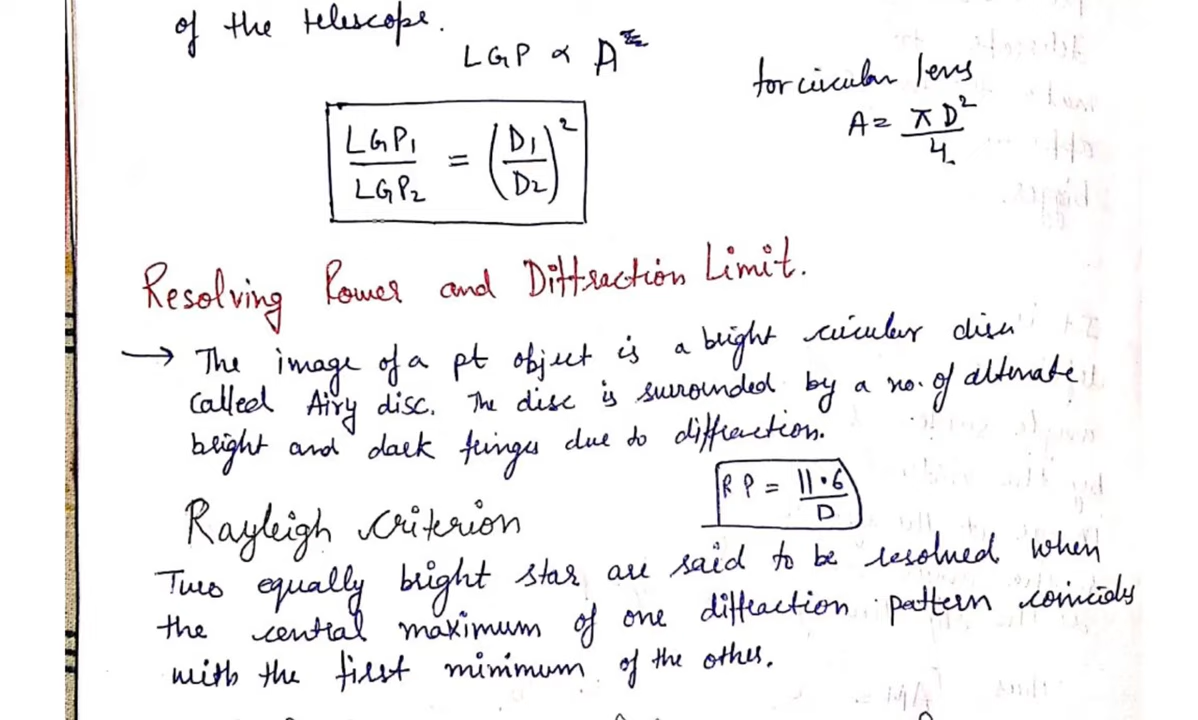 of the telescope.
LGP ∝ A
for circular lens
A = πD²/4
LGP₁/LGP₂ = (D₁/D₂)²
Resolving Power and Diffraction Limit.
→ The image of a pt object is a bright circular disc
called Airy disc. The disc is surrounded by a no. of alternate
bright and dark fringes due to diffraction.
RP = 11.6/D
Rayleigh criterion
Two equally bright star are said to be resolved when
the central maximum of one diffraction pattern coincides
with the first minimum of the other.